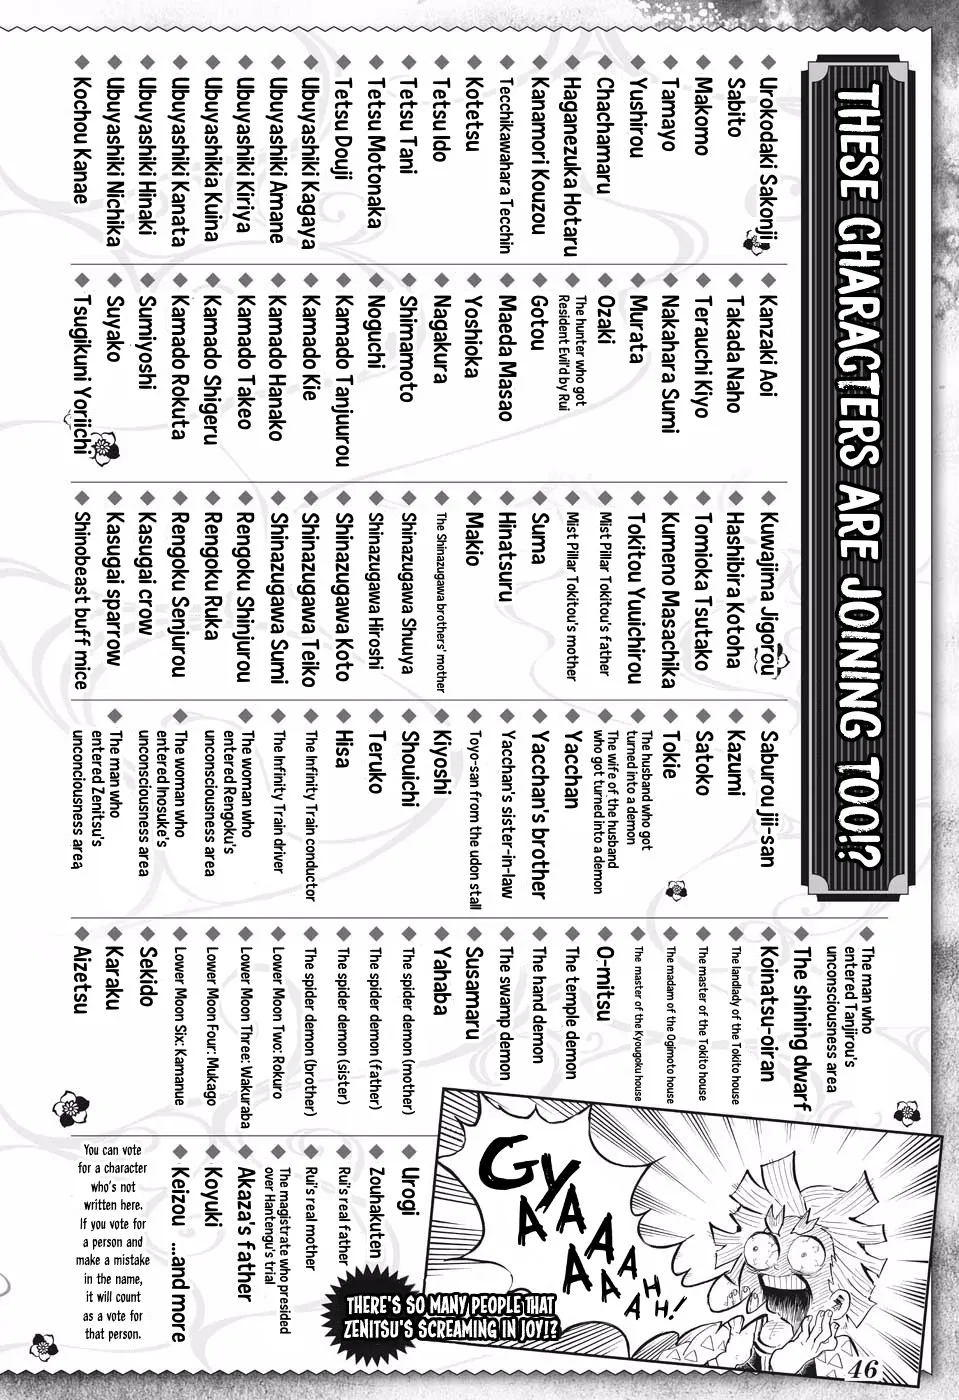 THESE CHARACTERS ARE JOINING TOO!?
◆ Urokodaki Sakonji
◆ Sabito
◆ Makomo
◆ Tamayo
◆ Yushirou
◆ Chachamaru
◆ Haganezuka Hotaru
◆ Kanamori Kouzou
◆ Tecchikawahara Tecchin
◆ Kotetsu
◆ Tetsu Ido
◆ Tetsu Tani
◆ Tetsu Motonaka
◆ Tetsu Douji
◆ Ubuyashiki Kagaya
◆ Ubuyashiki Amane
◆ Ubuyashiki Kiriya
◆ Ubuyashikia Kuina
◆ Ubuyashiki Kanata
◆ Ubuyashiki Hinaki
◆ Ubuyashiki Nichika
◆ Kochou Kanae
◆ Kanzaki Aoi
◆ Takada Naho
◆ Terauchi Kiyo
◆ Nakahara Sumi
◆ Murata
◆ Ozaki
◆ The hunter who got
Resident Evil'd by Rui
◆ Gotou
◆ Maeda Masao
◆ Yoshioka
◆ Nagakura
◆ Shimamoto
◆ Noguchi
◆ Kamado Tanjuurou
◆ Kamado Kie
◆ Kamado Hanako
◆ Kamado Takeo
◆ Kamado Shigeru
◆ Kamado Rokuta
◆ Sumiyoshi
◆ Suyako
◆ Tsugikuni Yoriichi
◆ Kuwajima Jigorou
◆ Hashibira Kotoha
◆ Tomioka Tsutako
◆ Kumeno Masachika
◆ Tokitou Yuuichirou
◆ Mist Pillar Tokitou's father
◆ Mist Pillar Tokitou's mother
◆ Suma
◆ Hinatsuru
◆ Makio
◆ The Shinazugawa brothers' mother
◆ Shinazugawa Shuuya
◆ Shinazugawa Hiroshi
◆ Shinazugawa Koto
◆ Shinazugawa Teiko
◆ Shinazugawa Sumi
◆ Rengoku Shinjurou
◆ Rengoku Ruka
◆ Rengoku Senjurou
◆ Kasugai crow
◆ Kasugai sparrow
◆ Shinobeast buff mice
◆ Saburou jii-san
◆ Kazumi
◆ Satoko
◆ Tokie
◆ The husband who got
turned into a demon
◆ The wife of the husband
who got turned into a demon
◆ Yacchan
◆ Yacchan's brother
◆ Yacchan's sister-in-law
◆ Toyo-san from the udon stall
◆ Kiyoshi
◆ Shouichi
◆ Teruko
◆ Hisa
◆ The Infinity Train conductor
◆ The Infinity Train driver
◆ The woman who
entered Rengoku's
unconsciousness area
◆ The woman who
entered Inosuke's
unconsciousness area
◆ The man who
entered Zenitsu's
unconciousness area
◆ The man who
entered Tanjirou's
unconsciousness area
◆ The shining dwarf
◆ Koinatsu-oiran
◆ The landlady of the Tokito house
◆ The master of the Tokito house
◆ The madam of the Ogimoto house
◆ The master of the Kyougoku house
◆ O-mitsu
◆ The temple demon
◆ The hand demon
◆ The swamp demon
◆ Susamaru
◆ Yahaba
◆ The spider demon (mother)
◆ The spider demon (father)
◆ The spider demon (sister)
◆ The spider demon (brother)
◆ Lower Moon Two: Rokuro
◆ Lower Moon Three: Wakuraba
◆ Lower Moon Four: Mukago
◆ Lower Moon Six: Kamanue
◆ Sekido
◆ Karaku
◆ Aizetsu
◆ Urogi
◆ Zouhakuten
◆ Rui's real father
◆ Rui's real mother
◆ The magistrate who presided
over Hantengu's trial
◆ Akaza's father
◆ Koyuki
◆ Keizou ...and more
You can vote
for a character
who's not
written here.
If you vote for
a person and
make a mistake
in the name,
it will count
as a vote for
that person.
GYAAAAH
AAAAH!
THERE'S SO MANY PEOPLE THAT
ZENITSU'S SCREAMING IN JOY!?
46